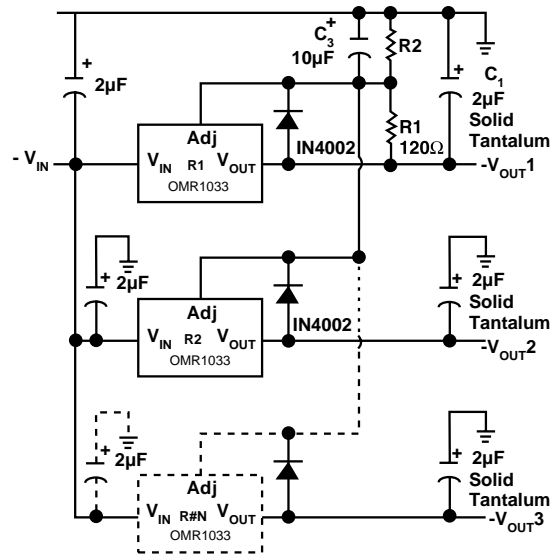 +
C3
10µF
R2
+
2µF
+
C1
2µF
Solid
Tantalum
Adj
R1
120Ω
IN4002
- VIN
VIN R1 VOUT
OMR1033
-VOUT1
+
2µF
+
2µF
Solid
Tantalum
Adj
IN4002
VIN R2 VOUT
OMR1033
-VOUT2
+
2µF
+
2µF
Solid
Tantalum
Adj
VIN R#N VOUT
OMR1033
-VOUT3